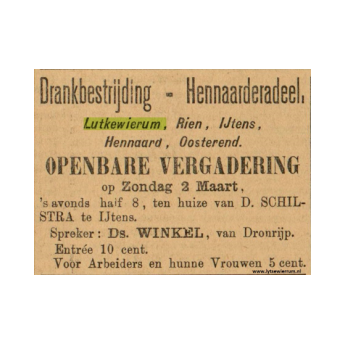 Drankbestrijding - Hennaarderadeel.
Lutkewierum, Rien, IJtens,
Hennaard, Oosterend.
OPENBARE VERGADERING
op Zondag 2 Maart,
's avonds half 8, ten huize van D. SCHIL-
STRA te IJtens.
Spreker: Ds. WINKEL, van Dronrijp.
Entrée 10 cent.
Voor Arbeiders en hunne Vrouwen 5 cent.
www.lytsewierrum.nl